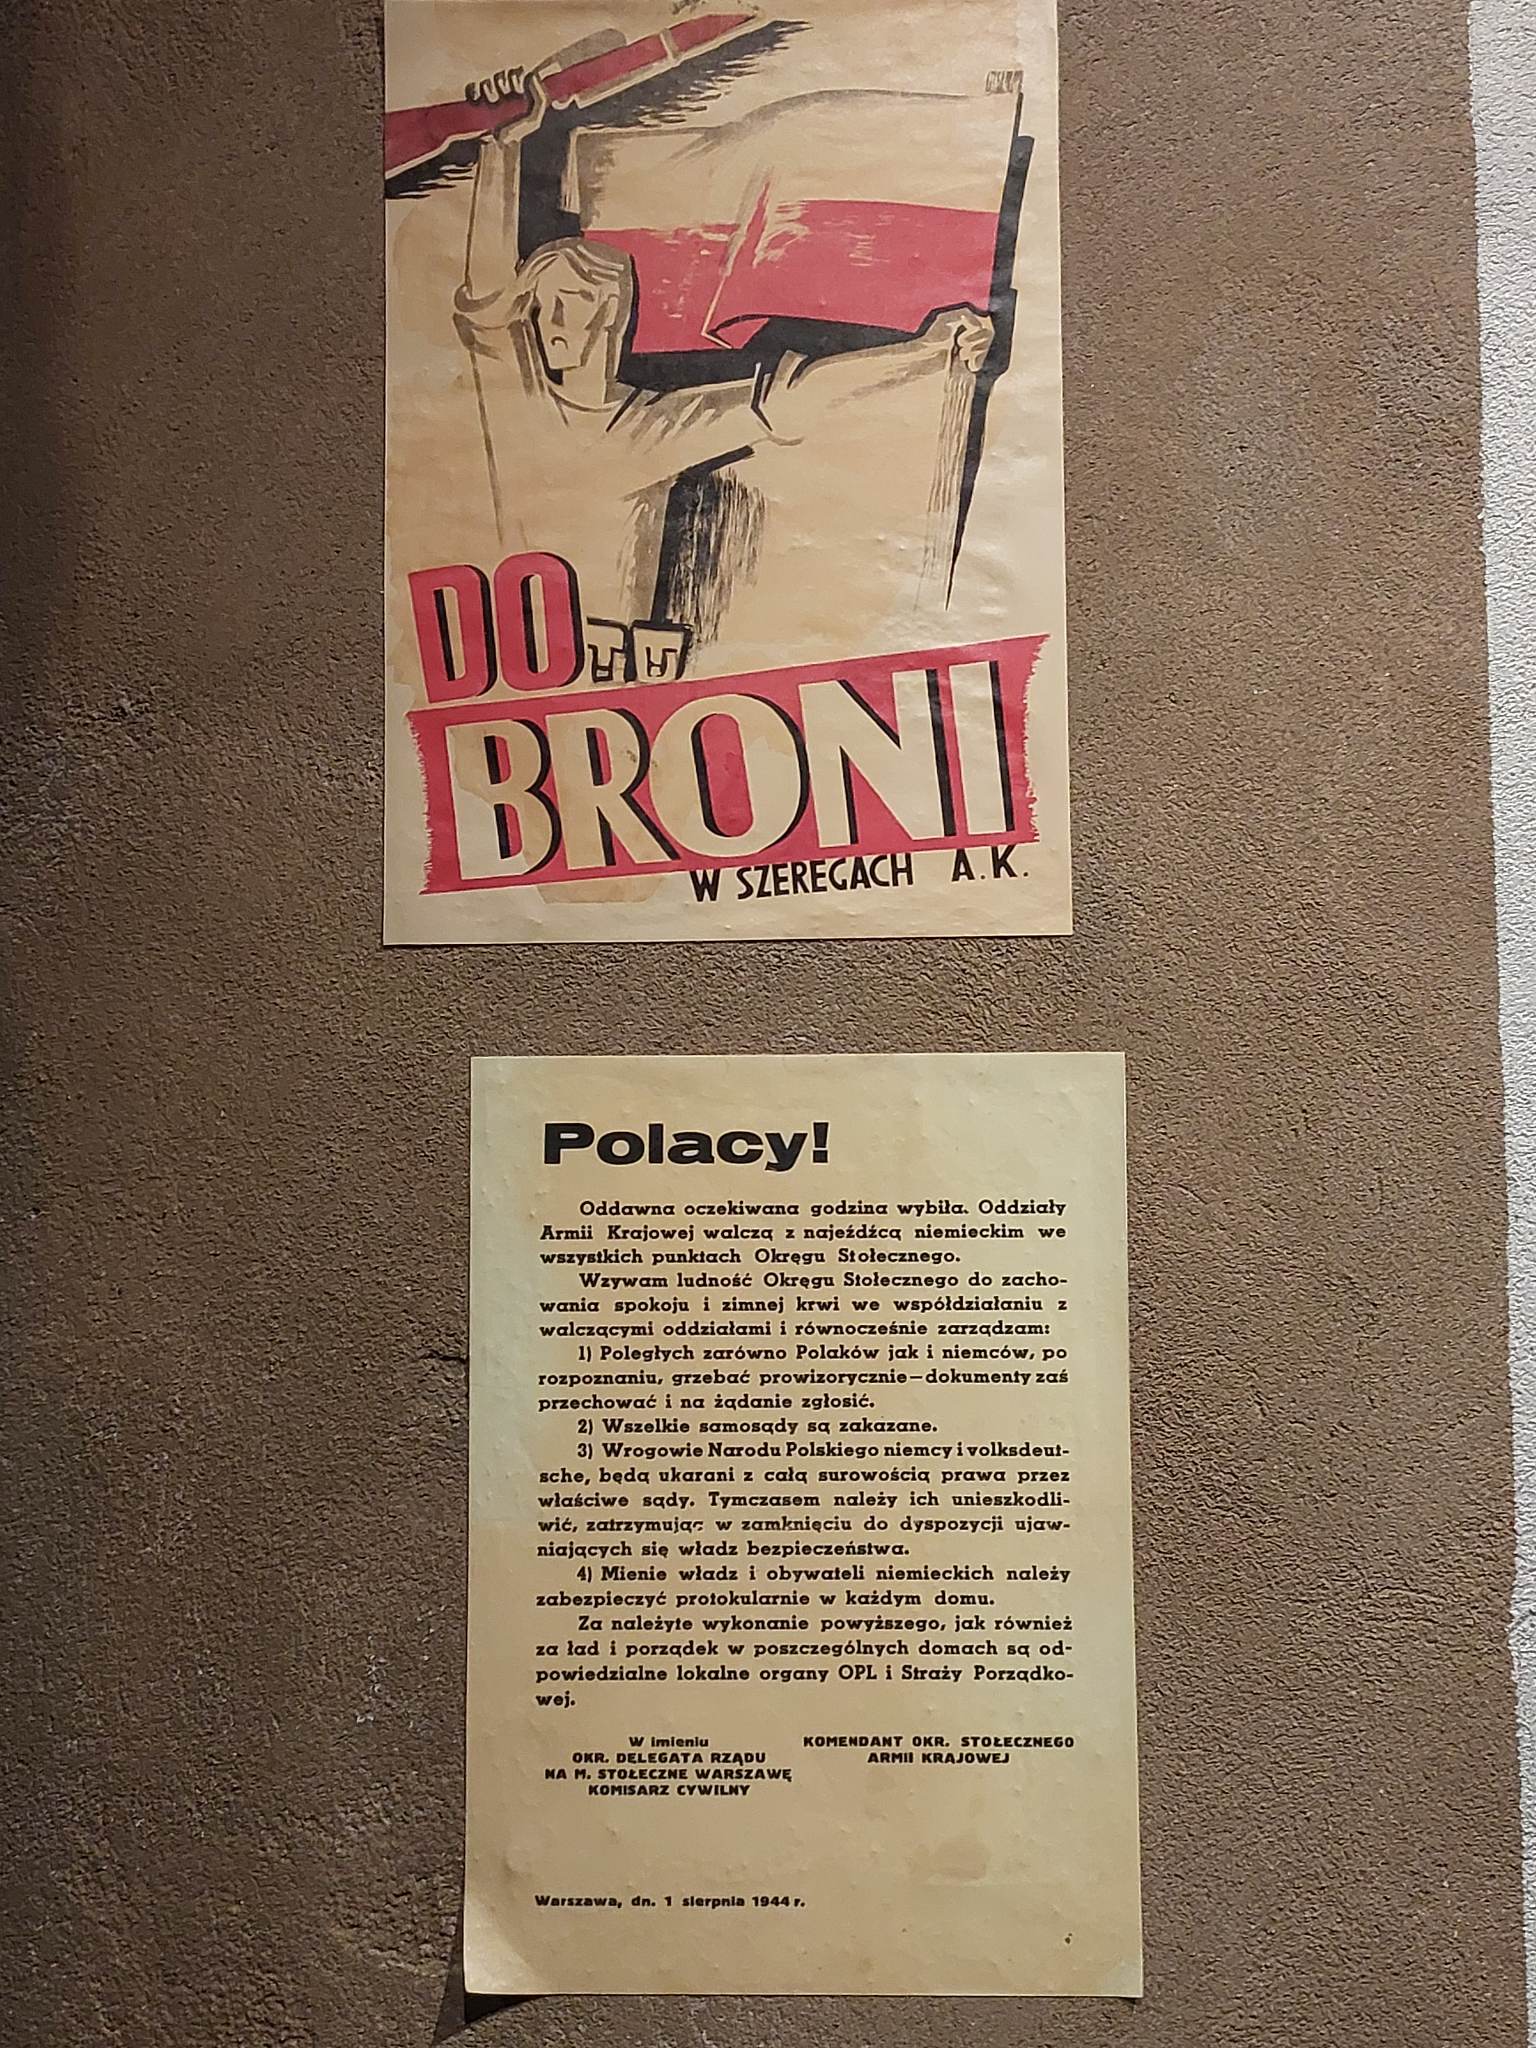 DO
BRONI
W SZEREGACH A.K.
Polacy!
Oddawna oczekiwana godzina wybiła. Oddziały
Armii Krajowej walczą z najeźdźcą niemieckim we
wszystkich punktach Okręgu Stołecznego.
Wzywam ludność Okręgu Stołecznego do zacho-
wania spokoju i zimnej krwi we współdziałaniu z
walczącymi oddziałami i równocześnie zarządzam:
1) Poległych zarówno Polaków jak i niemców, po
rozpoznaniu, grzebać prowizorycznie — dokumenty zaś
przechować i na żądanie zgłosić.
2) Wszelkie samosądy są zakazane.
3) Wrogowie Narodu Polskiego niemcy i volksdeut-
sche, będą ukarani z całą surowością prawa przez
właściwe sądy. Tymczasem należy ich unieszkodli-
wić, zatrzymując w zamknięciu do dyspozycji ujaw-
niających się władz bezpieczeństwa.
4) Mienie władz i obywateli niemieckich należy
zabezpieczyć protokularnie w każdym domu.
Za należyte wykonanie powyższego, jak również
za ład i porządek w poszczególnych domach są od-
powiedzialne lokalne organy OPL i Straży Porządko-
wej.
W imieniu
OKR. DELEGATA RZĄDU
NA M. STOŁECZNE WARSZAWĘ
KOMISARZ CYWILNY
KOMENDANT OKR. STOŁECZNEGO
ARMII KRAJOWEJ
Warszawa, dn. 1 sierpnia 1944 r.